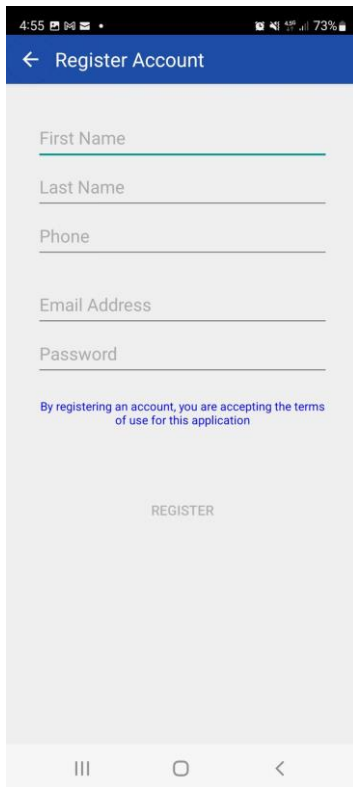 4:55 73%
Register Account
First Name
Last Name
Phone
Email Address
Password
By registering an account, you are accepting the terms
of use for this application
REGISTER